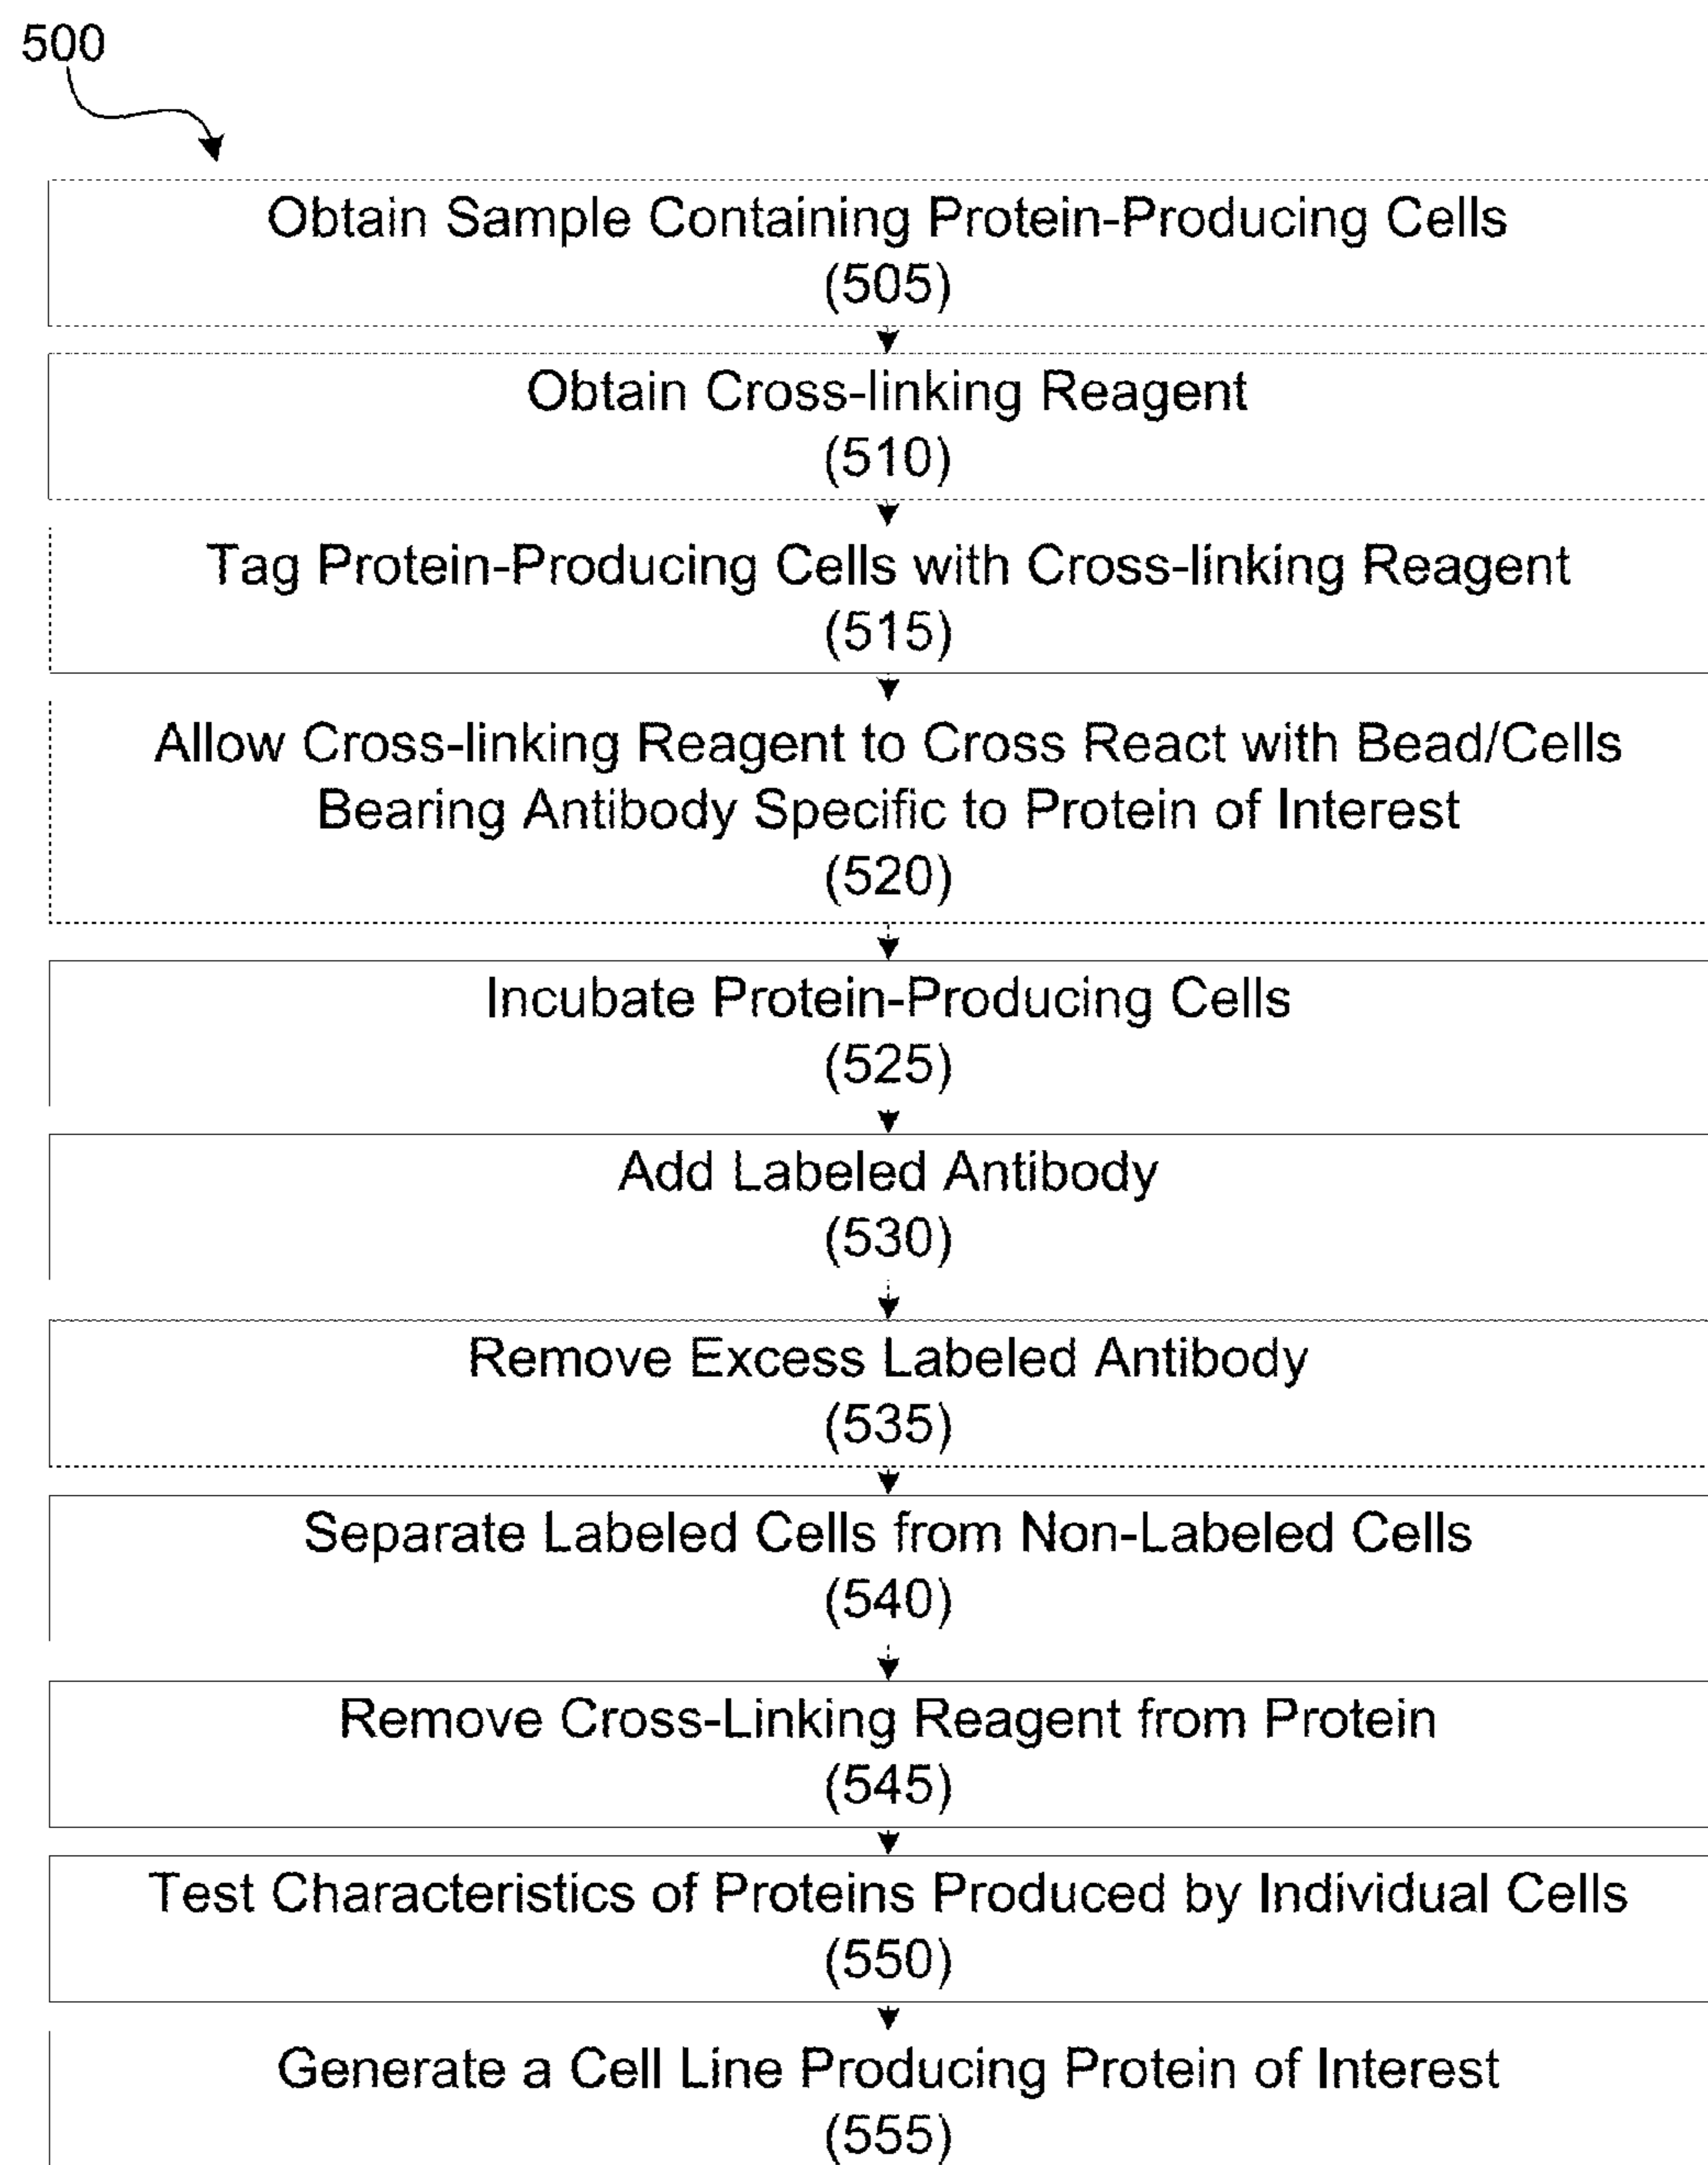 500
Obtain Sample Containing Protein-Producing Cells
(505)
Obtain Cross-linking Reagent
(510)
Tag Protein-Producing Cells with Cross-linking Reagent
(515)
Allow Cross-linking Reagent to Cross React with Bead/Cells
Bearing Antibody Specific to Protein of Interest
(520)
Incubate Protein-Producing Cells
(525)
Add Labeled Antibody
(530)
Remove Excess Labeled Antibody
(535)
Separate Labeled Cells from Non-Labeled Cells
(540)
Remove Cross-Linking Reagent from Protein
(545)
Test Characteristics of Proteins Produced by Individual Cells
(550)
Generate a Cell Line Producing Protein of Interest
(555)